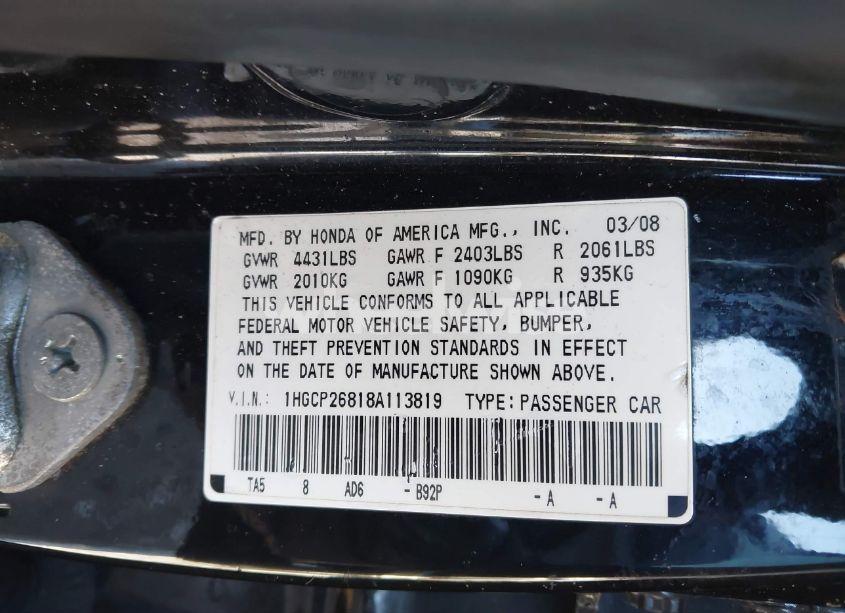 MFD. BY HONDA OF AMERICA MFG., INC. 03/08
GVWR 4431LBS GAWR F 2403LBS R 2061LBS
GVWR 2010KG GAWR F 1090KG R 935KG
THIS VEHICLE CONFORMS TO ALL APPLICABLE
FEDERAL MOTOR VEHICLE SAFETY, BUMPER,
AND THEFT PREVENTION STANDARDS IN EFFECT
ON THE DATE OF MANUFACTURE SHOWN ABOVE.
V.I.N.: 1HGCP26818A113819 TYPE: PASSENGER CAR
TA5 8 AD6 - B92P - A - A